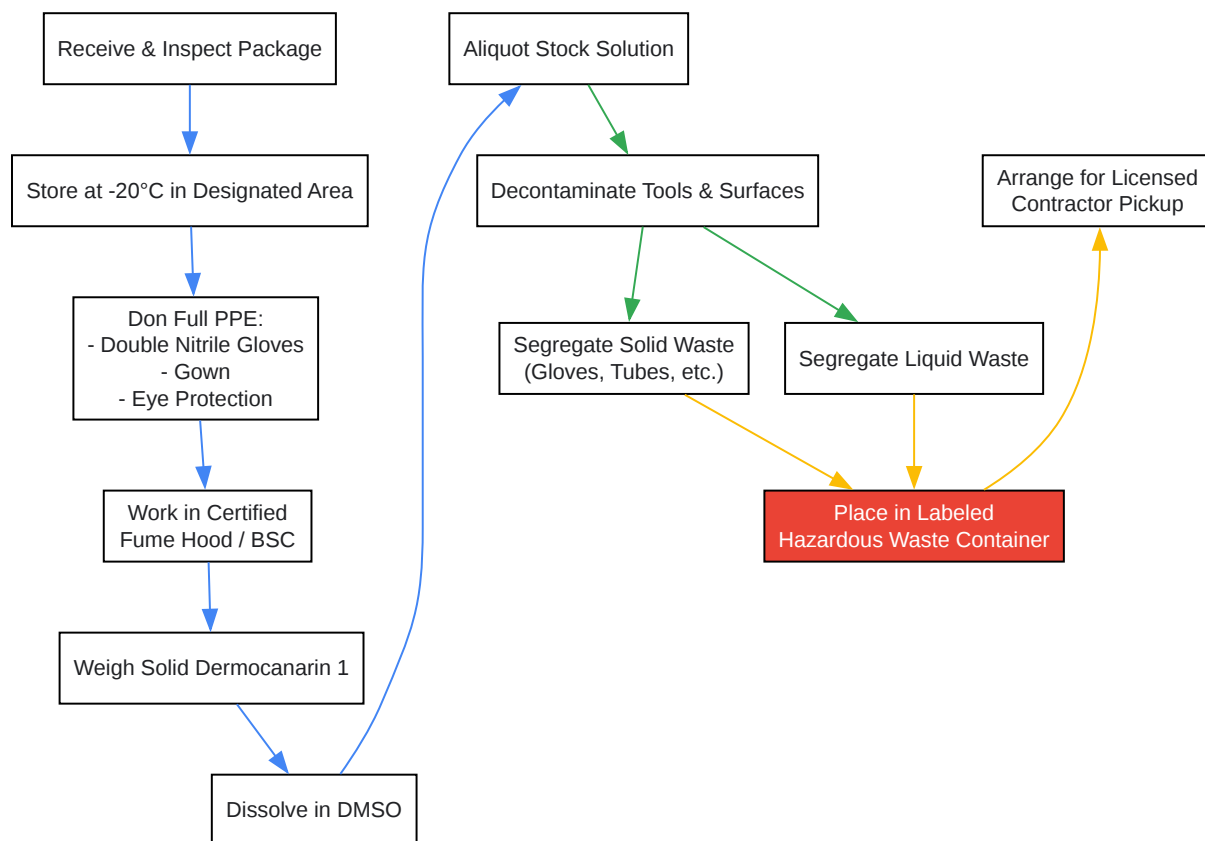 Receive & Inspect Package
Store at -20°C in Designated Area
Don Full PPE:
- Double Nitrile Gloves
- Gown
- Eye Protection
Work in Certified
Fume Hood / BSC
Weigh Solid Dermocanarin 1
Dissolve in DMSO
Aliquot Stock Solution
Decontaminate Tools & Surfaces
Segregate Solid Waste
(Gloves, Tubes, etc.)
Segregate Liquid Waste
Place in Labeled
Hazardous Waste Container
Arrange for Licensed
Contractor Pickup